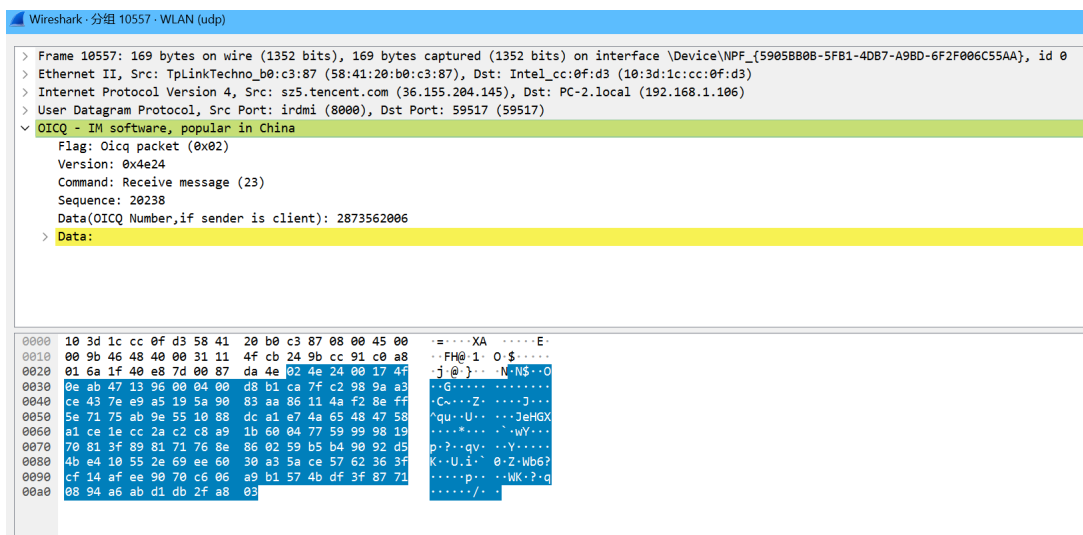 Wireshark · 分组 10557 · WLAN (udp)
> Frame 10557: 169 bytes on wire (1352 bits), 169 bytes captured (1352 bits) on interface \Device\NPF_{5905BB0B-5FB1-4DB7-A9BD-6F2F006C55AA}, id 0
> Ethernet II, Src: TpLinkTechno_b0:c3:87 (58:41:20:b0:c3:87), Dst: Intel_cc:0f:d3 (10:3d:1c:cc:0f:d3)
> Internet Protocol Version 4, Src: sz5.tencent.com (36.155.204.145), Dst: PC-2.local (192.168.1.106)
> User Datagram Protocol, Src Port: irdmi (8000), Dst Port: 59517 (59517)
OICQ - IM software, popular in China
Flag: Oicq packet (0x02)
Version: 0x4e24
Command: Receive message (23)
Sequence: 20238
Data(OICQ Number,if sender is client): 2873562006
> Data:
0000 10 3d 1c cc 0f d3 58 41 20 b0 c3 87 08 00 45 00 ·=····XA ·····E·
0010 00 9b 46 48 40 00 31 11 4f cb 24 9b cc 91 c0 a8 ··FH@·1· O·$·····
0020 01 6a 1f 40 e8 7d 00 87 da 4e 02 4e 24 00 17 4f ·j·@·}·· ·N·N$··O
0030 0e ab 47 13 96 00 04 00 d8 b1 ca 7f c2 98 9a a3 ··G····· ········
0040 ce 43 7e e9 a5 19 5a 90 83 aa 86 11 4a f2 8e ff ·C~···Z· ····J···
0050 5e 71 75 ab 9e 55 10 88 dc a1 e7 4a 65 48 47 58 ^qu··U·· ···JeHGX
0060 a1 ce 1e cc 2a c2 c8 a9 1b 60 04 77 59 99 98 19 ····*··· ·`·wY···
0070 70 81 3f 89 81 71 76 8e 86 02 59 b5 b4 90 92 d5 p·?··qv· ··Y·····
0080 4b e4 10 55 2e 69 ee 60 30 a3 5a ce 57 62 36 3f K··U.i·` 0·Z·Wb6?
0090 cf 14 af ee 90 70 c6 06 a9 b1 57 4b df 3f 87 71 ·····p·· ··WK·?·q
00a0 08 94 a6 ab d1 db 2f a8 03 ······/· ·